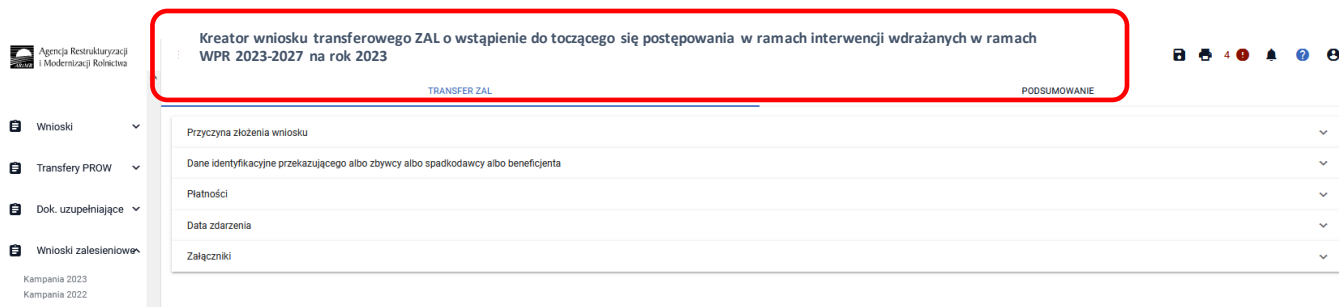 Kreator wniosku transferowego ZAL o wstąpienie do toczącego się postępowania w ramach interwencji wdrażanych w ramach
WPR 2023-2027 na rok 2023
Agencja Restrukturyzacji
i Modernizacji Rolnictwa
ARiMR
4
TRANSFER ZAL
PODSUMOWANIE
Wnioski
Transfery PROW
Dok. uzupełniające
Wnioski zalesieniowe
Kampania 2023
Kampania 2022
Przyczyna złożenia wniosku
Dane identyfikacyjne przekazującego albo zbywcy albo spadkodawcy albo beneficjenta
Płatności
Data zdarzenia
Załączniki